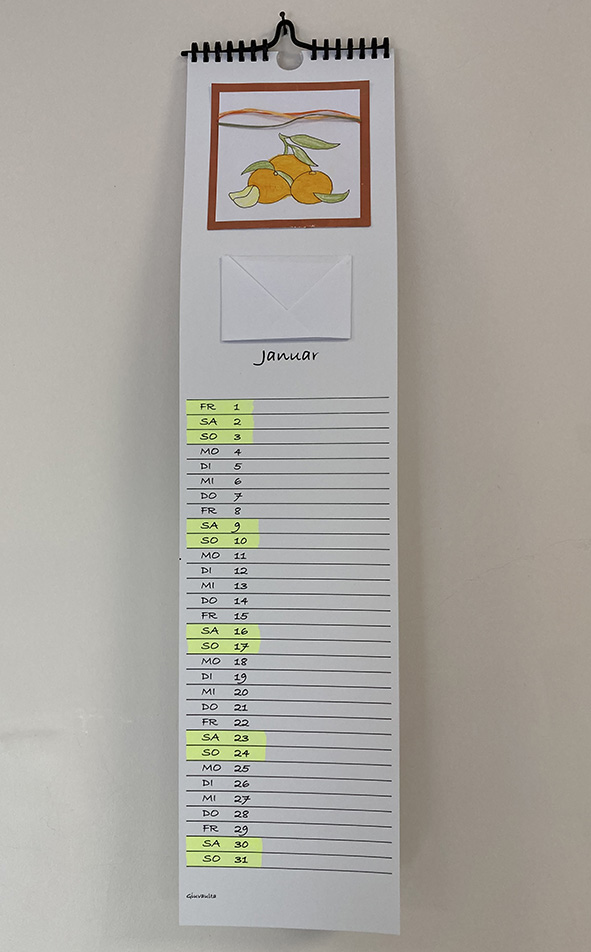 Januar
FR 1
SA 2
SO 3
MO 4
DI 5
MI 6
DO 7
FR 8
SA 9
SO 10
MO 11
DI 12
MI 13
DO 14
FR 15
SA 16
SO 17
MO 18
DI 19
MI 20
DO 21
FR 22
SA 23
SO 24
MO 25
DI 26
MI 27
DO 28
FR 29
SA 30
SO 31